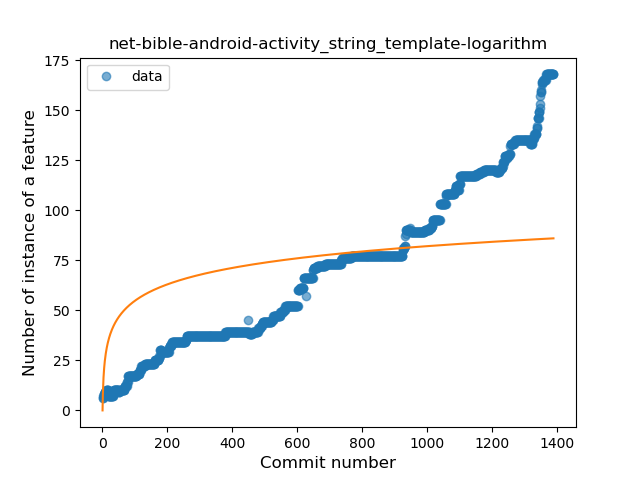 net-bible-android-activity_string_template-logarithm
data
Number of instance of a feature
175
150
125
100
75
50
25
0
0 200 400 600 800 1000 1200 1400
Commit number